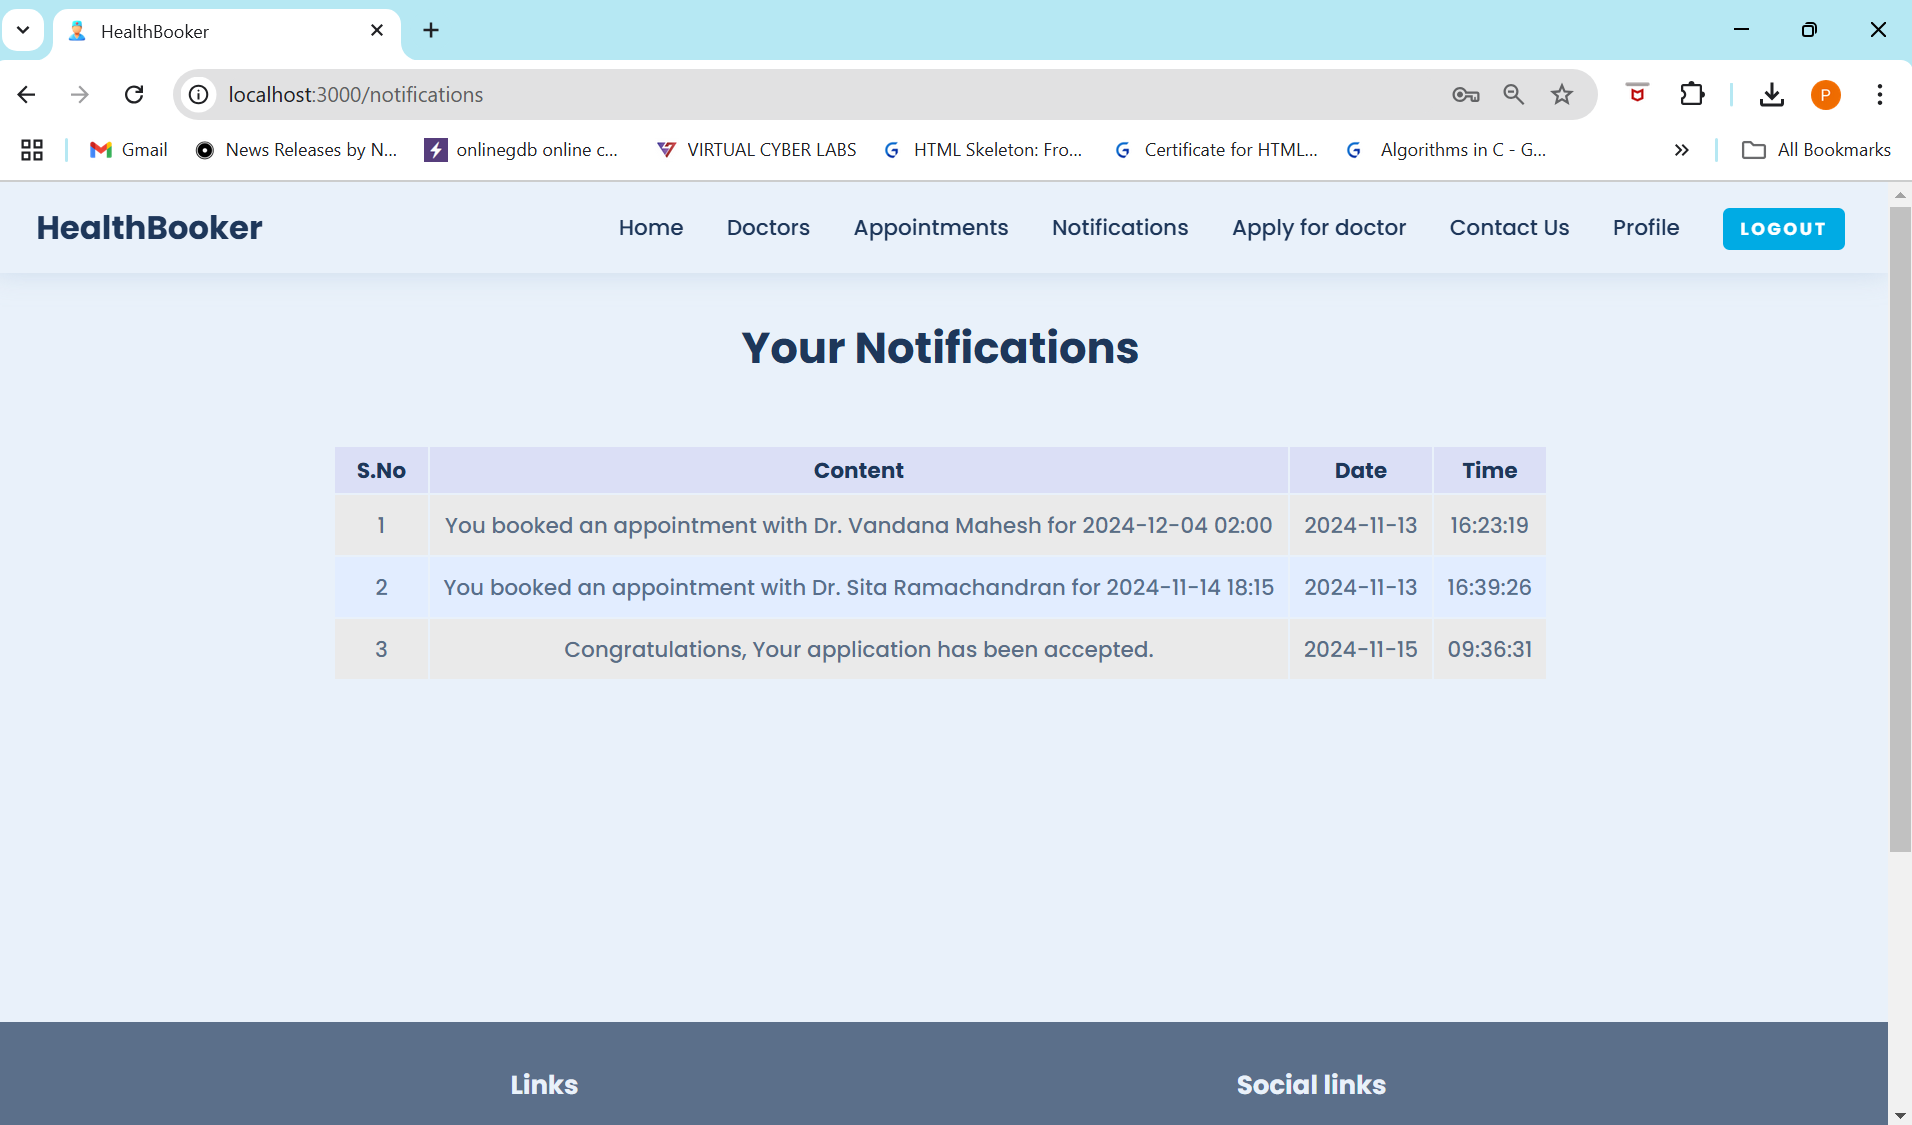 HealthBooker
localhost:3000/notifications
P
Gmail News Releases by N... onlinegdb online c... VIRTUAL CYBER LABS HTML Skeleton: Fro... Certificate for HTML... Algorithms in C - G... » All Bookmarks
HealthBooker Home Doctors Appointments Notifications Apply for doctor Contact Us Profile LOGOUT
Your Notifications
S.No Content Date Time
1 You booked an appointment with Dr. Vandana Mahesh for 2024-12-04 02:00 2024-11-13 16:23:19
2 You booked an appointment with Dr. Sita Ramachandran for 2024-11-14 18:15 2024-11-13 16:39:26
3 Congratulations, Your application has been accepted. 2024-11-15 09:36:31
Links Social links